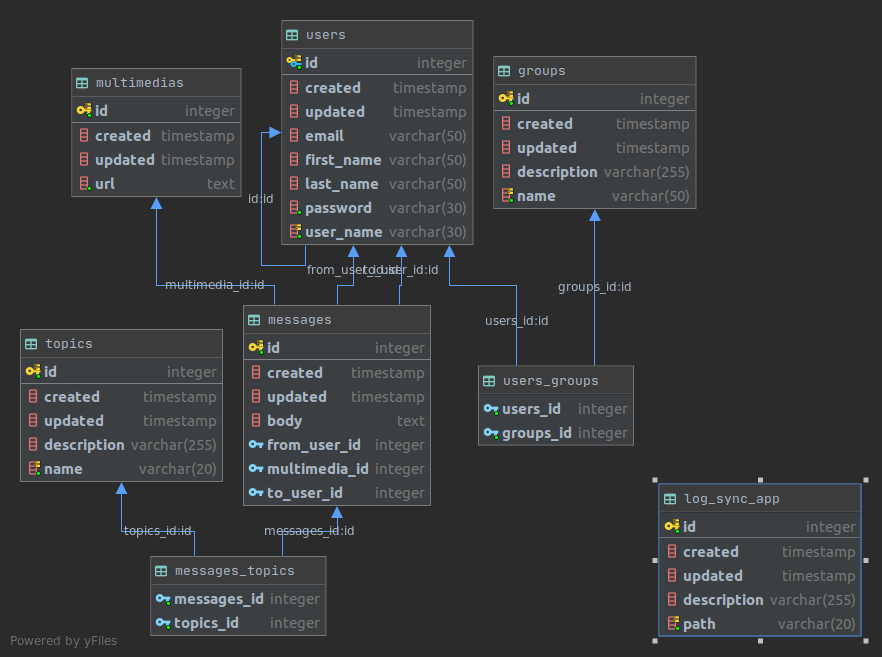 users
id integer
created timestamp
updated timestamp
email varchar(50)
first_name varchar(50)
last_name varchar(50)
password varchar(30)
user_name varchar(30)
multimedias
id integer
created timestamp
updated timestamp
url text
groups
id integer
created timestamp
updated timestamp
description varchar(255)
name varchar(50)
id:id
from_user_id:id
to_user_id:id
multimedia_id:id
groups_id:id
users_id:id
messages
id integer
created timestamp
updated timestamp
body text
from_user_id integer
multimedia_id integer
to_user_id integer
topics
id integer
created timestamp
updated timestamp
description varchar(255)
name varchar(20)
users_groups
users_id integer
groups_id integer
log_sync_app
id integer
created timestamp
updated timestamp
description varchar(255)
path varchar(20)
topics_id:id
messages_id:id
messages_topics
messages_id integer
topics_id integer
Powered by yFiles